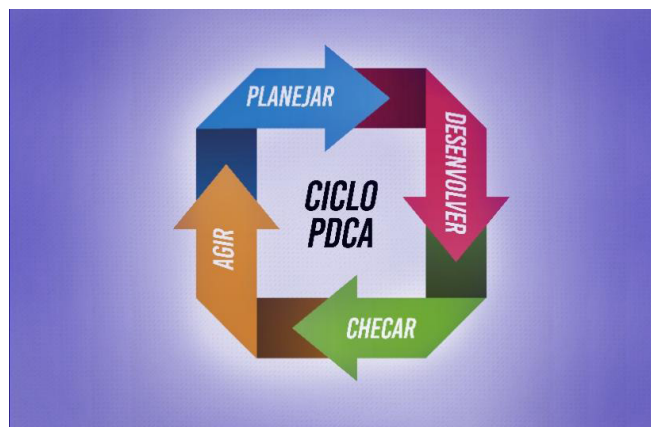 PLANEJAR
DESENVOLVER
CICLO
PDCA
AGIR
CHECAR